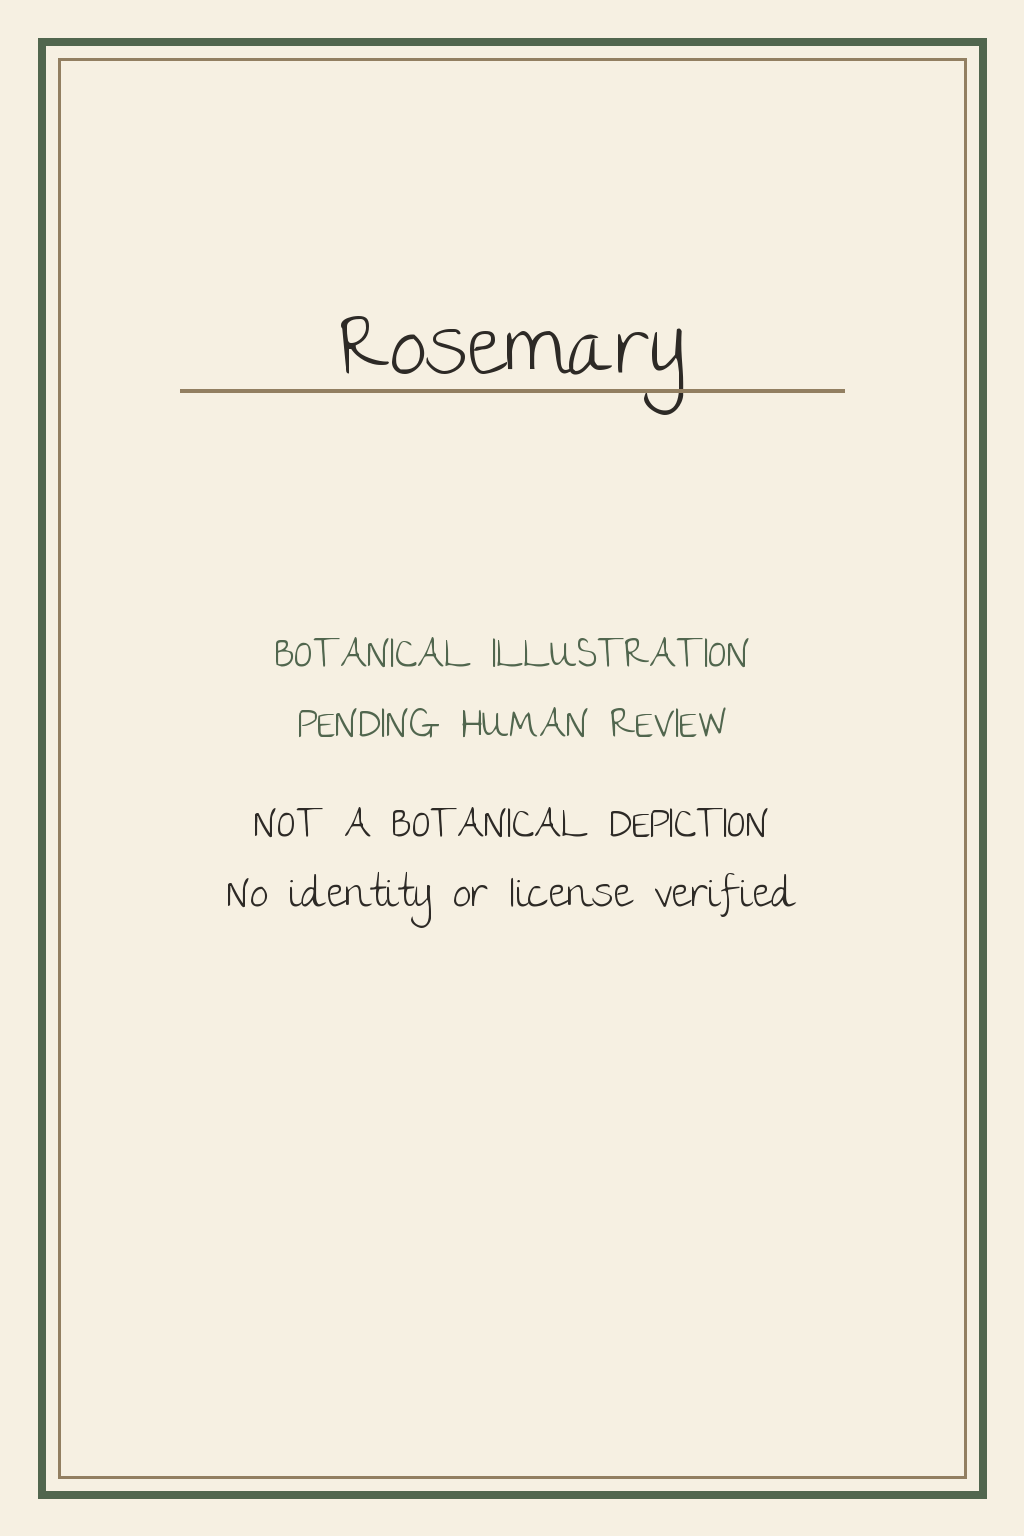 Rosemary
BOTANICAL ILLUSTRATION
PENDING HUMAN REVIEW
NOT A BOTANICAL DEPICTION
No identity or license verified